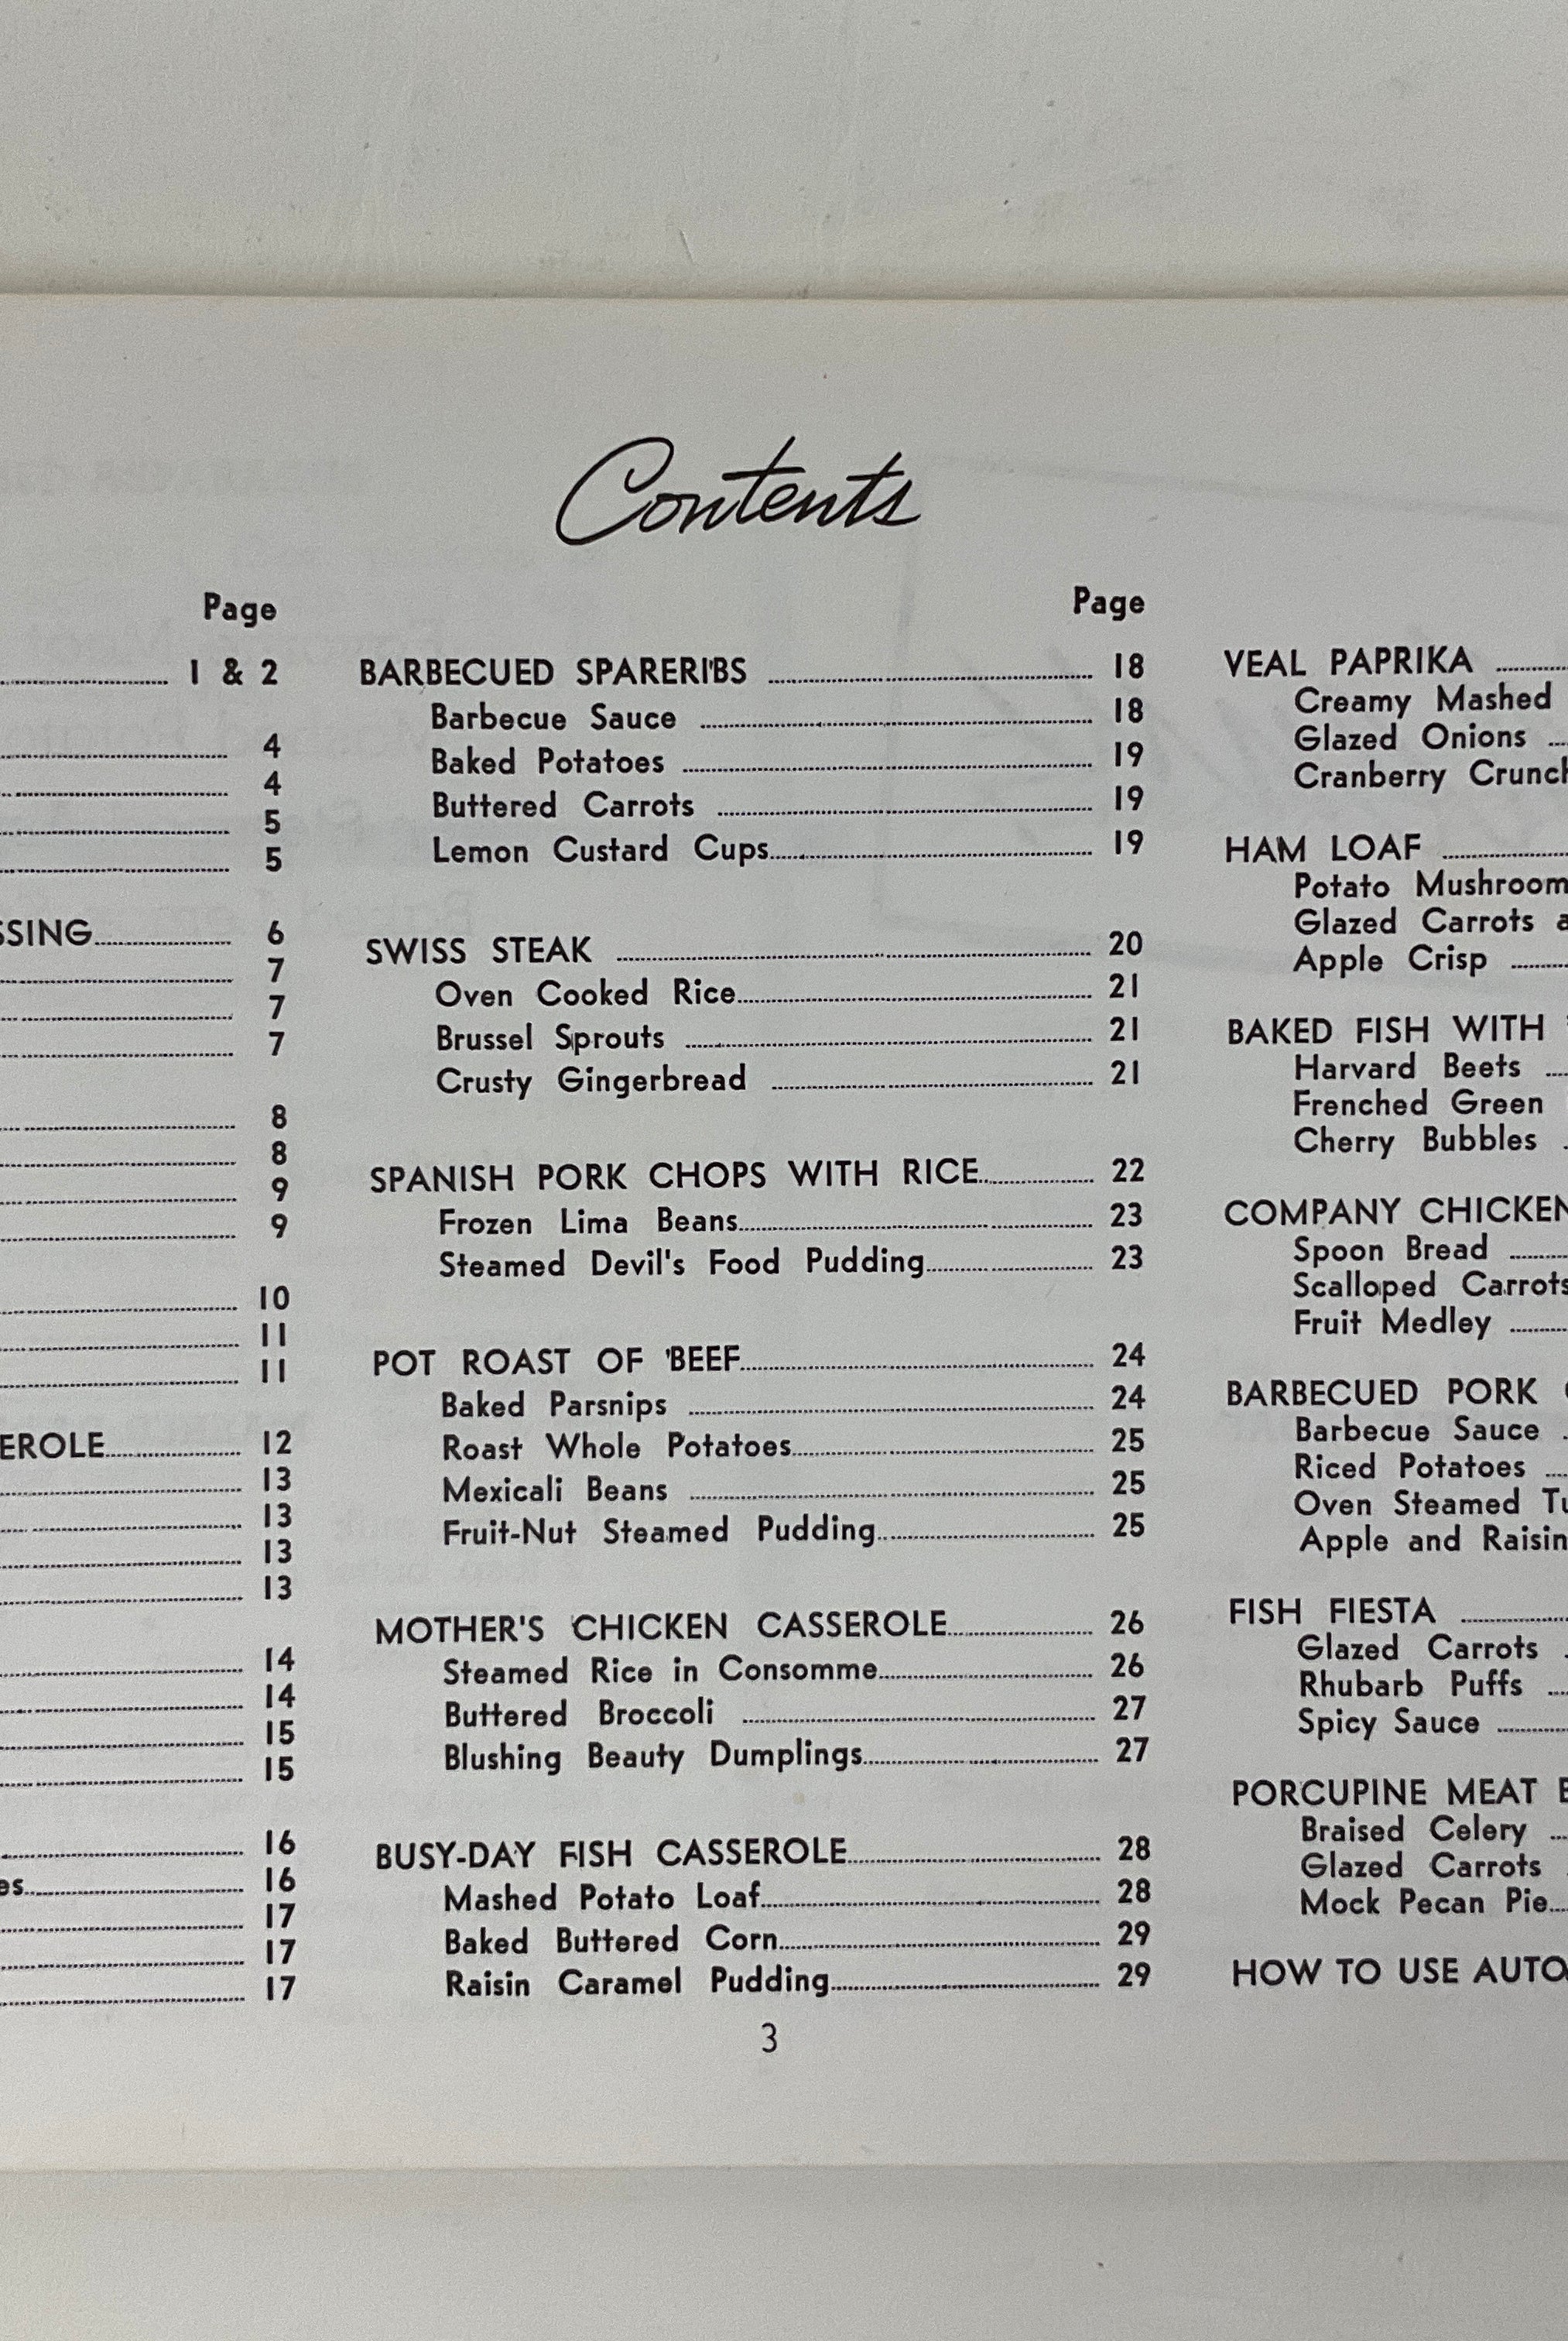 Contents
Page
1 & 2
4
4
5
5
6
7
7
7
8
8
9
9
10
11
11
12
13
13
13
13
14
14
15
15
16
16
17
17
17
Page
BARBECUED SPARERIBS 18
Barbecue Sauce 18
Baked Potatoes 19
Buttered Carrots 19
Lemon Custard Cups 19
SWISS STEAK 20
Oven Cooked Rice 21
Brussel Sprouts 21
Crusty Gingerbread 21
SPANISH PORK CHOPS WITH RICE 22
Frozen Lima Beans 23
Steamed Devil's Food Pudding 23
POT ROAST OF BEEF 24
Baked Parsnips 24
Roast Whole Potatoes 25
Mexicali Beans 25
Fruit-Nut Steamed Pudding 25
MOTHER'S CHICKEN CASSEROLE 26
Steamed Rice in Consomme 26
Buttered Broccoli 27
Blushing Beauty Dumplings 27
BUSY-DAY FISH CASSEROLE 28
Mashed Potato Loaf 28
Baked Buttered Corn 29
Raisin Caramel Pudding 29
VEAL PAPRIKA
Creamy Mashed
Glazed Onions
Cranberry Crunch
HAM LOAF
Potato Mushroom
Glazed Carrots
Apple Crisp
BAKED FISH WITH
Harvard Beets
Frenched Green
Cherry Bubbles
COMPANY CHICKEN
Spoon Bread
Scalloped Carrots
Fruit Medley
BARBECUED PORK
Barbecue Sauce
Riced Potatoes
Oven Steamed
Apple and Raisin
FISH FIESTA
Glazed Carrots
Rhubarb Puffs
Spicy Sauce
PORCUPINE MEAT
Braised Celery
Glazed Carrots
Mock Pecan Pie
HOW TO USE
3